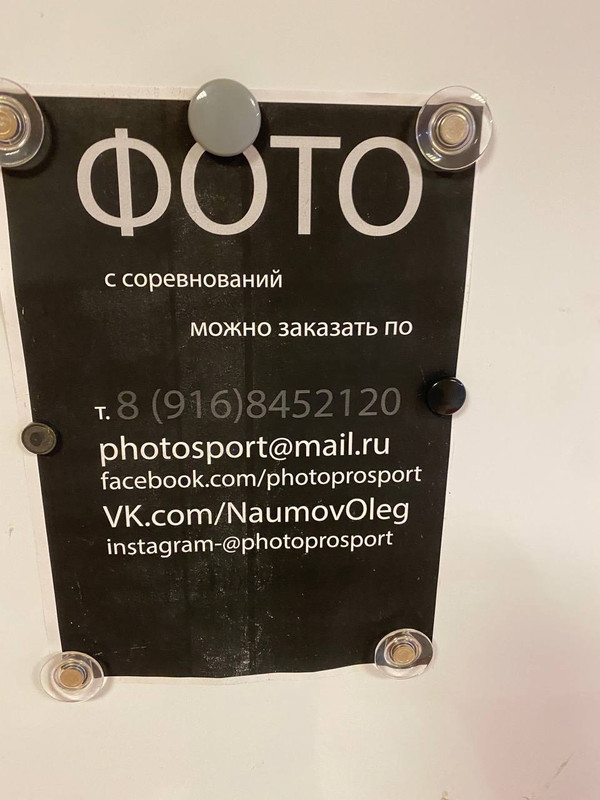 ФОТО
с соревнований
можно заказать по
т. 8 (916)8452120
photosport@mail.ru
facebook.com/photoprosport
VK.com/NaumovOleg
instagram-@photoprosport